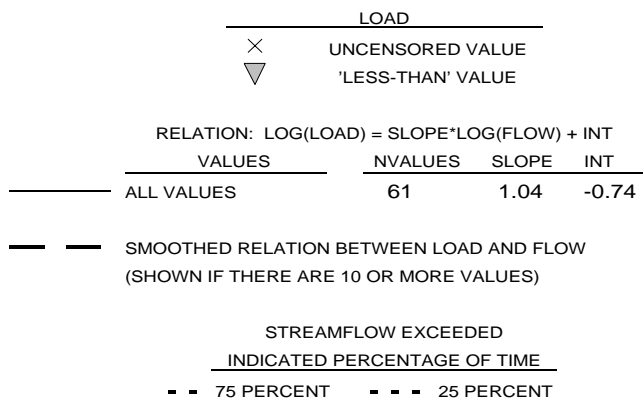 LOAD
UNCENSORED VALUE
'LESS-THAN' VALUE
RELATION: LOG(LOAD) = SLOPE*LOG(FLOW) + INT
VALUES NVALUES SLOPE INT
ALL VALUES 61 1.04 -0.74
SMOOTHED RELATION BETWEEN LOAD AND FLOW
(SHOWN IF THERE ARE 10 OR MORE VALUES)
STREAMFLOW EXCEEDED
INDICATED PERCENTAGE OF TIME
75 PERCENT 25 PERCENT